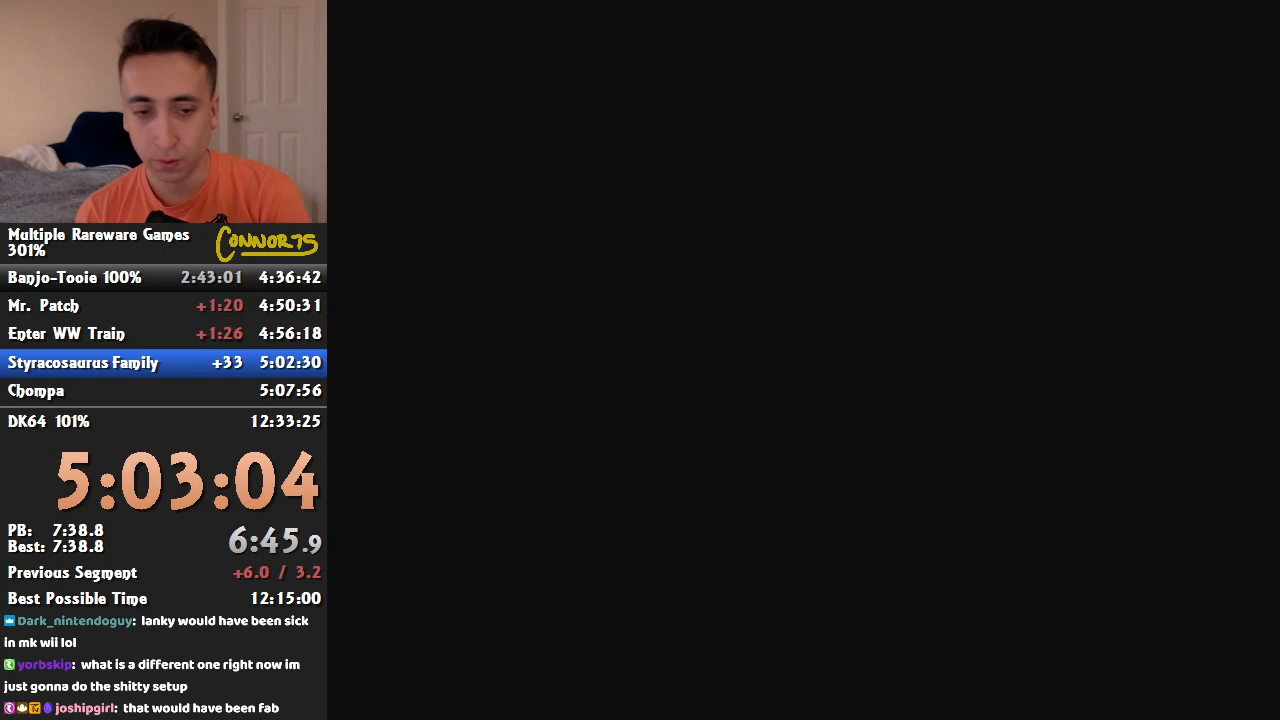 Multiple Rareware Games
301%
CONNOR75
Banjo-Tooie 100% 2:43:01 4:36:42
Mr. Patch +1:20 4:50:31
Enter WW Train +1:26 4:56:18
Styracosaurus Family +33 5:02:30
Chompa 5:07:56
DK64 101% 12:33:25
5:03:04
PB: 7:38.8
Best: 7:38.8
6:45.9
Previous Segment +6.0 / 3.2
Best Possible Time 12:15:00
Dark_nintendoguy: lanky would have been sick
in mk wii lol
yorbskip: what is a different one right now im
just gonna do the shitty setup
joshipgirl: that would have been fab